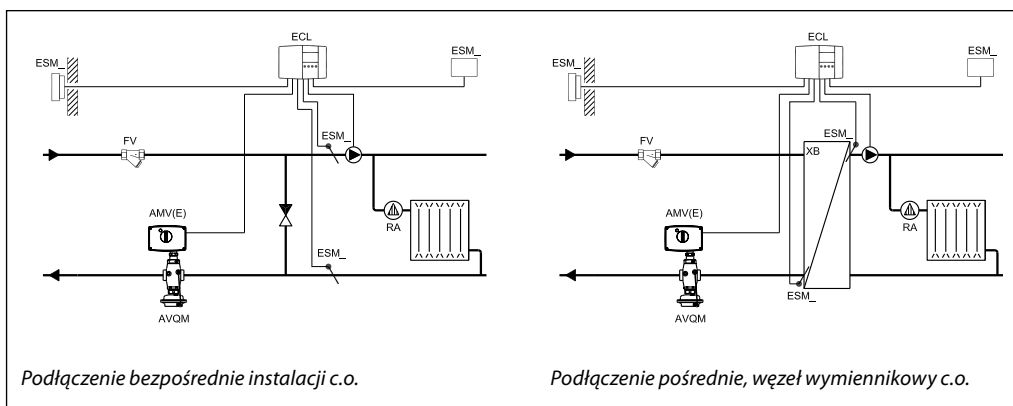 ECL
ESM_
ESM_
FV
ESM_
AMV(E)
RA
ESM_
AVQM
Podłączenie bezpośrednie instalacji c.o.
ECL
ESM_
ESM_
FV
ESM_
XB
AMV(E)
RA
ESM_
AVQM
Podłączenie pośrednie, węzeł wymiennikowy c.o.